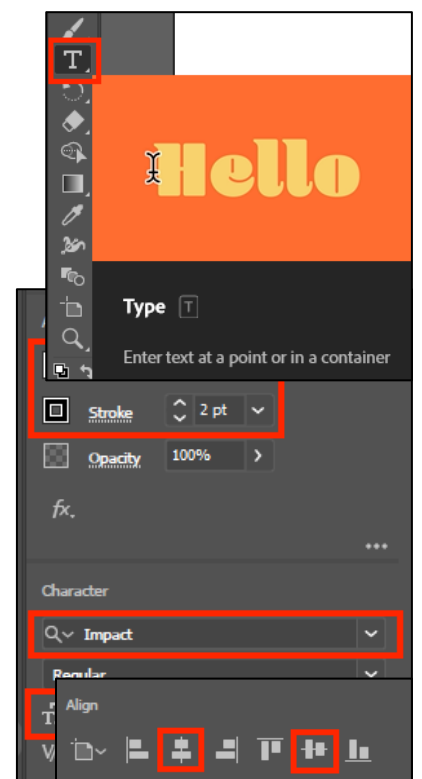 T
Hello
Type T
Enter text at a point or in a container
Stroke 2 pt
Opacity 100%
fx.
Character
Impact
Regular
T
Align